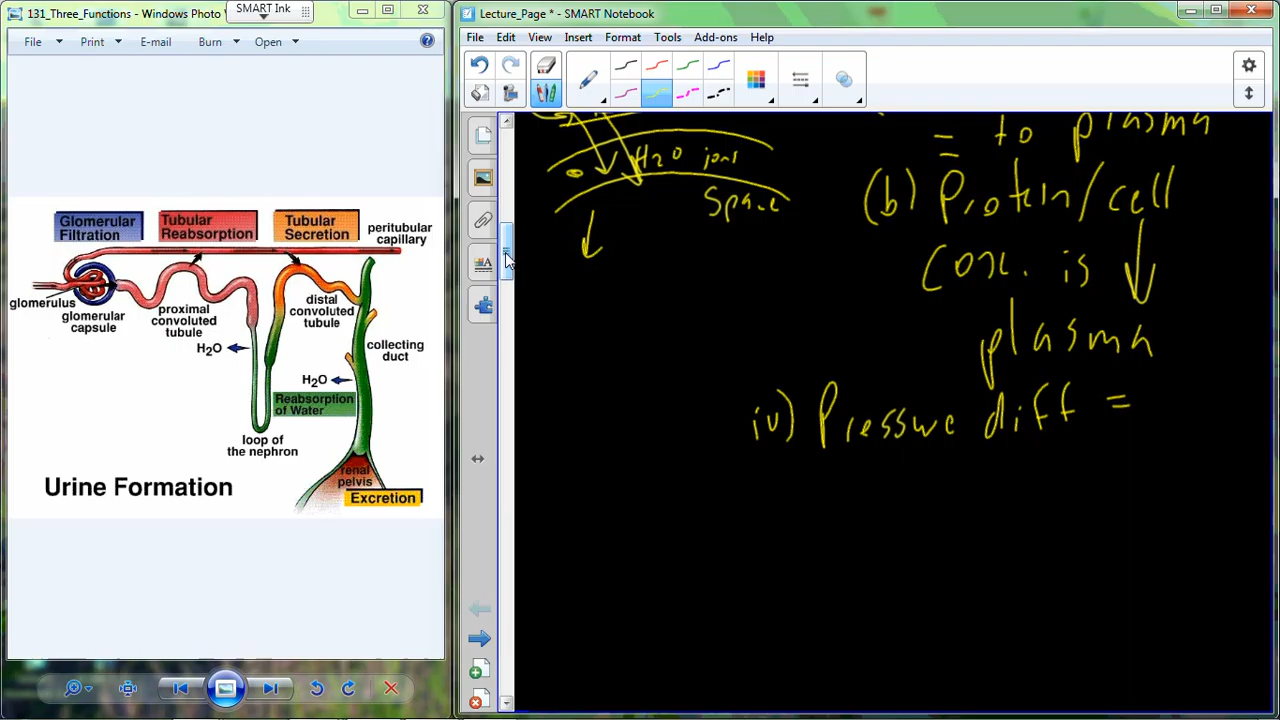 131_Three_Functions - Windows Photo
SMART Ink
File
Print
E-mail
Burn
Open
Glomerular
Filtration
Tubular
Reabsorption
Tubular
Secretion
peritubular
capillary
glomerulus
glomerular
capsule
proximal
convoluted
tubule
distal
convoluted
tubule
H2O
collecting
duct
H2O
Reabsorption
of Water
loop of
the nephron
renal
pelvis
Urine Formation
Excretion
Lecture_Page * - SMART Notebook
File Edit View Insert Format Tools Add-ons Help
= to plasma
H2O ions
Space
(b) Protein/cell
conc. is ↓
plasma
iv) Pressure diff =